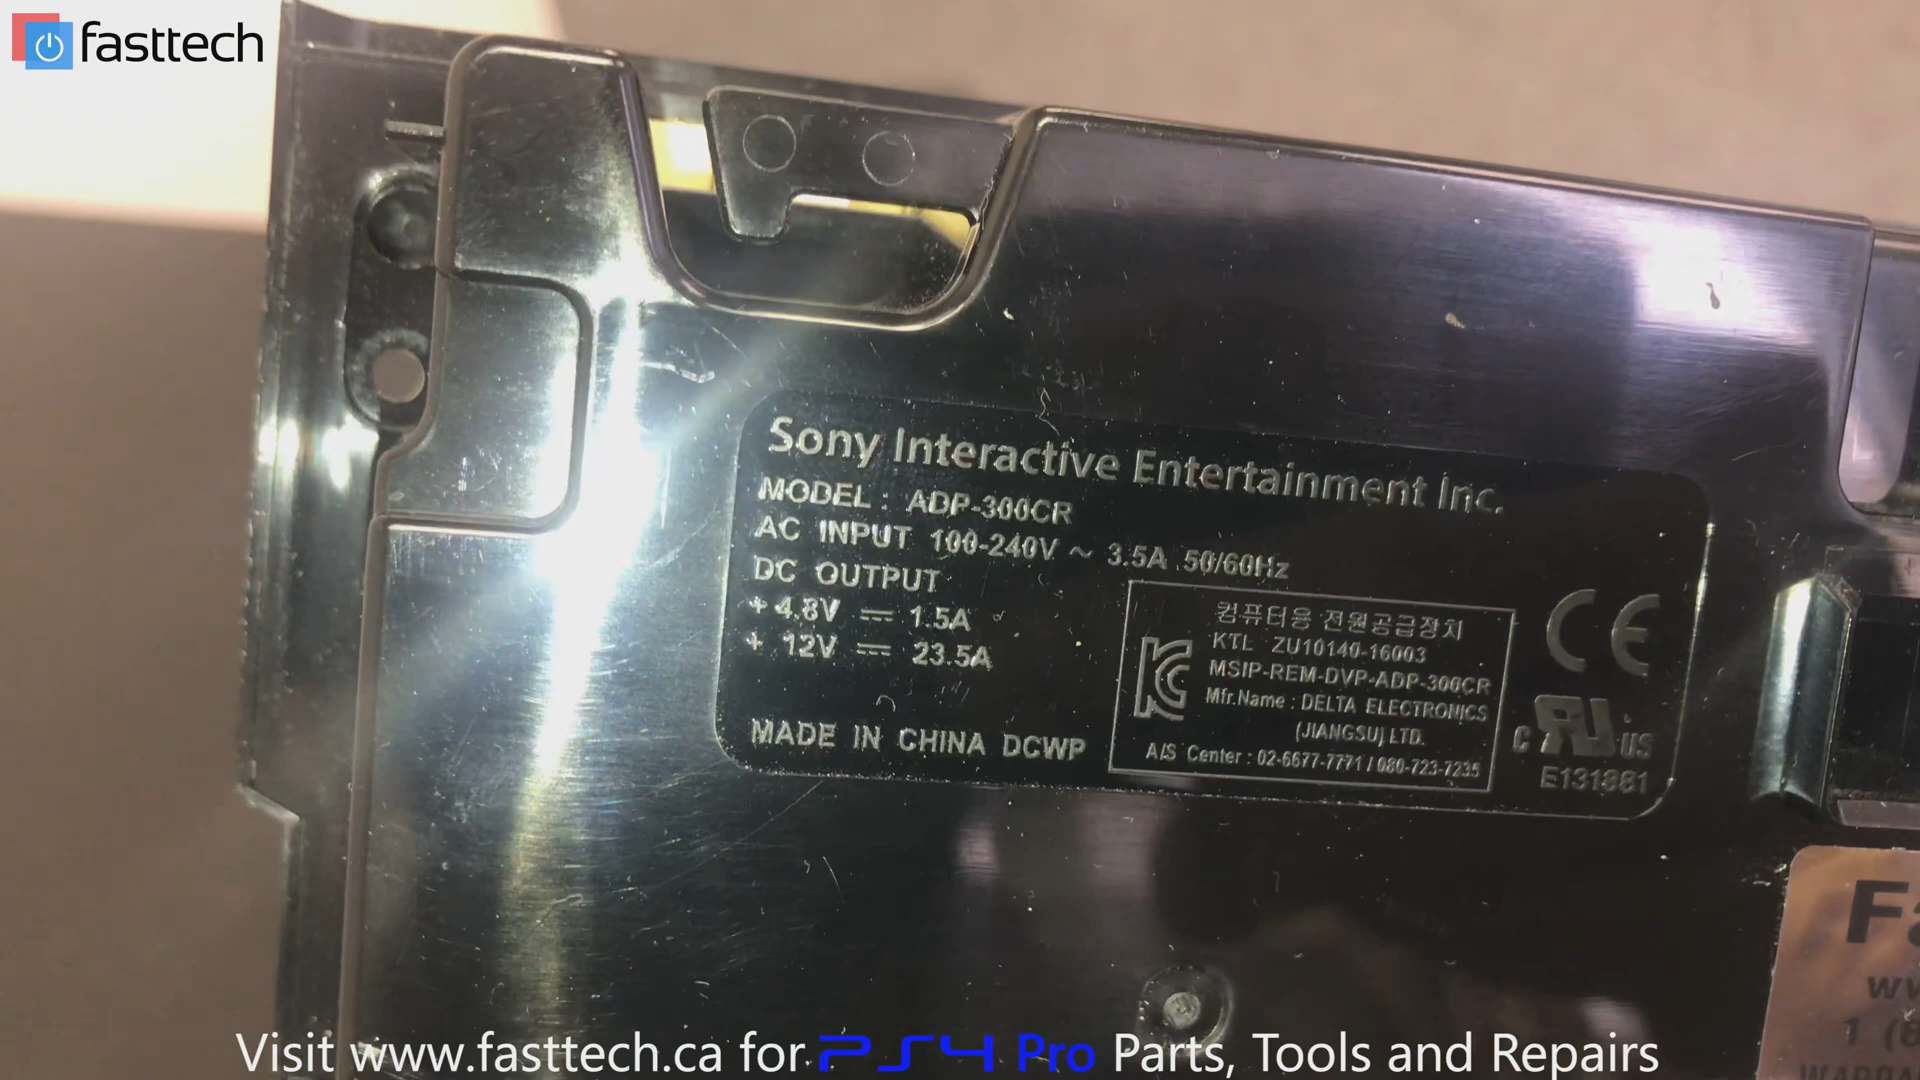 fasttech
Sony Interactive Entertainment Inc.
MODEL : ADP-300CR
AC INPUT 100-240V ~ 3.5A 50/60Hz
DC OUTPUT
+ 4.8V ⎓ 1.5A
+ 12V ⎓ 23.5A
MADE IN CHINA DCWP
컴퓨터용 전원공급장치
KTL ZU10140-16003
MSIP-REM-DVP-ADP-300CR
Mfr.Name : DELTA ELECTRONICS
(JIANGSU) LTD.
A/S Center : 02-6677-7771 / 080-723-7235
CE
c RU US
E131881
Visit www.fasttech.ca for PS4 Pro Parts, Tools and Repairs